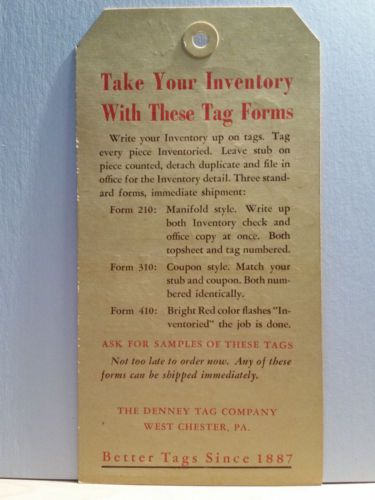 Take Your Inventory
With These Tag Forms
Write your Inventory up on tags. Tag
every piece Inventoried. Leave stub on
piece counted, detach duplicate and file in
office for the Inventory detail. Three stand-
ard forms, immediate shipment:
Form 210: Manifold style. Write up
both Inventory check and
office copy at once. Both
topsheet and tag numbered.
Form 310: Coupon style. Match your
stub and coupon. Both num-
bered identically.
Form 410: Bright Red color flashes "In-
ventoried" the job is done.
ASK FOR SAMPLES OF THESE TAGS
Not too late to order now. Any of these
forms can be shipped immediately.
THE DENNEY TAG COMPANY
WEST CHESTER, PA.
Better Tags Since 1887